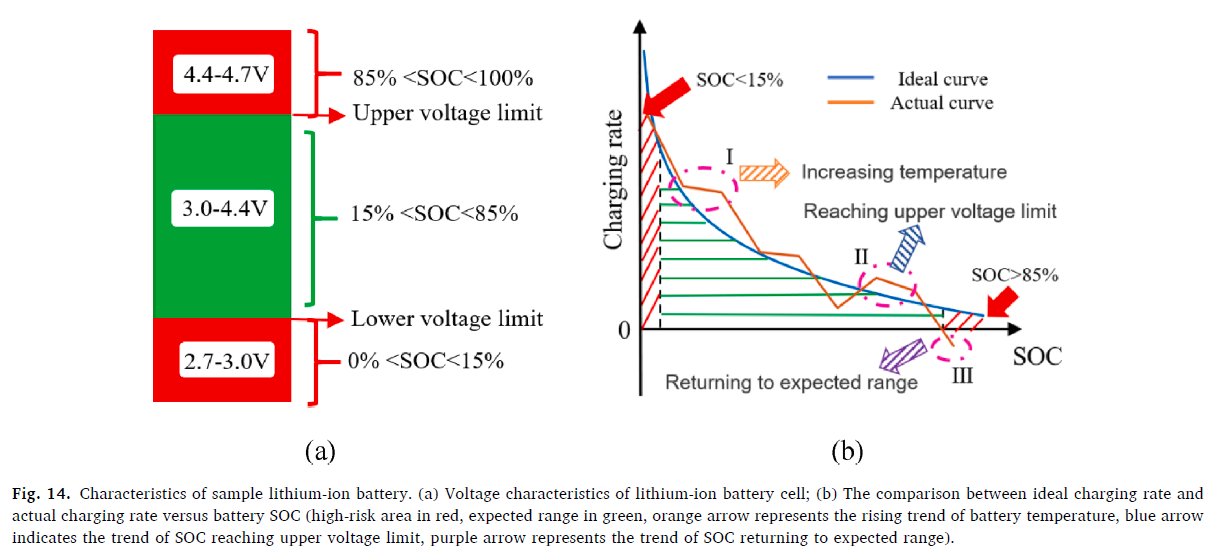 4.4-4.7V
85% <SOC<100%
Upper voltage limit
3.0-4.4V
15% <SOC<85%
Lower voltage limit
2.7-3.0V
0% <SOC<15%
(a)
Charging rate
SOC<15%
Ideal curve
Actual curve
I
Increasing temperature
Reaching upper voltage limit
II
SOC>85%
0
SOC
Returning to expected range
III
(b)
Fig. 14. Characteristics of sample lithium-ion battery. (a) Voltage characteristics of lithium-ion battery cell; (b) The comparison between ideal charging rate and
actual charging rate versus battery SOC (high-risk area in red, expected range in green, orange arrow represents the rising trend of battery temperature, blue arrow
indicates the trend of SOC reaching upper voltage limit, purple arrow represents the trend of SOC returning to expected range).